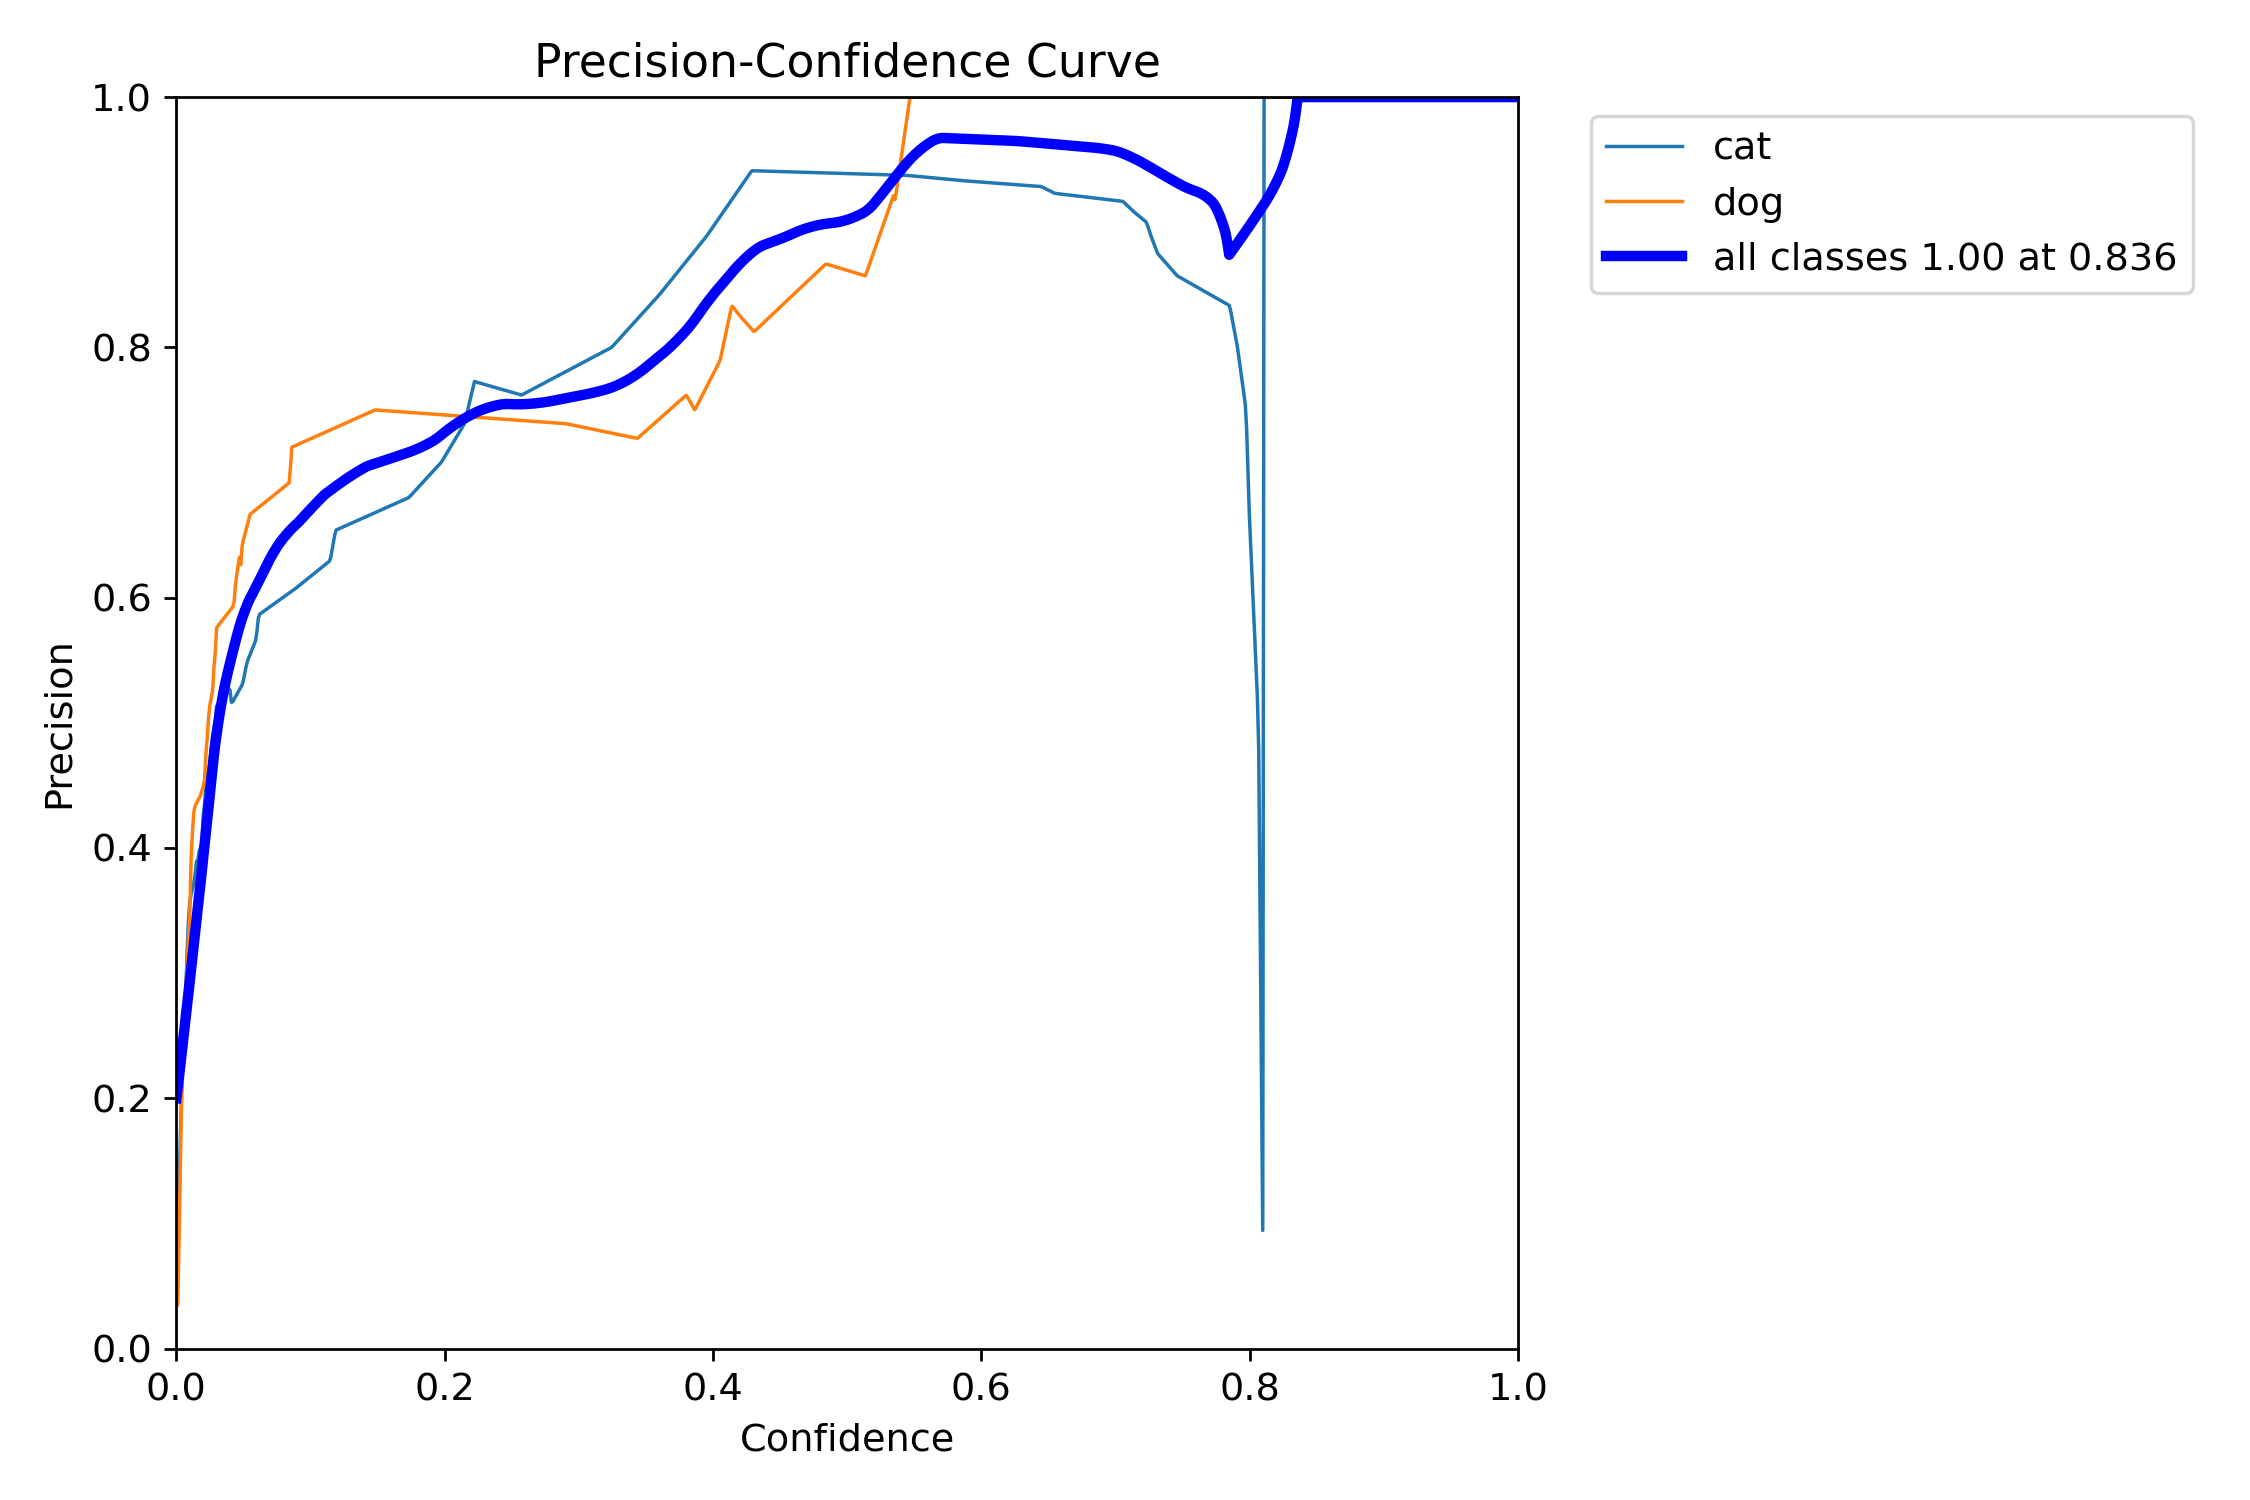 Precision-Confidence Curve
1.0
0.8
0.6
0.4
0.2
0.0
Precision
0.0 0.2 0.4 0.6 0.8 1.0
Confidence
cat
dog
all classes 1.00 at 0.836